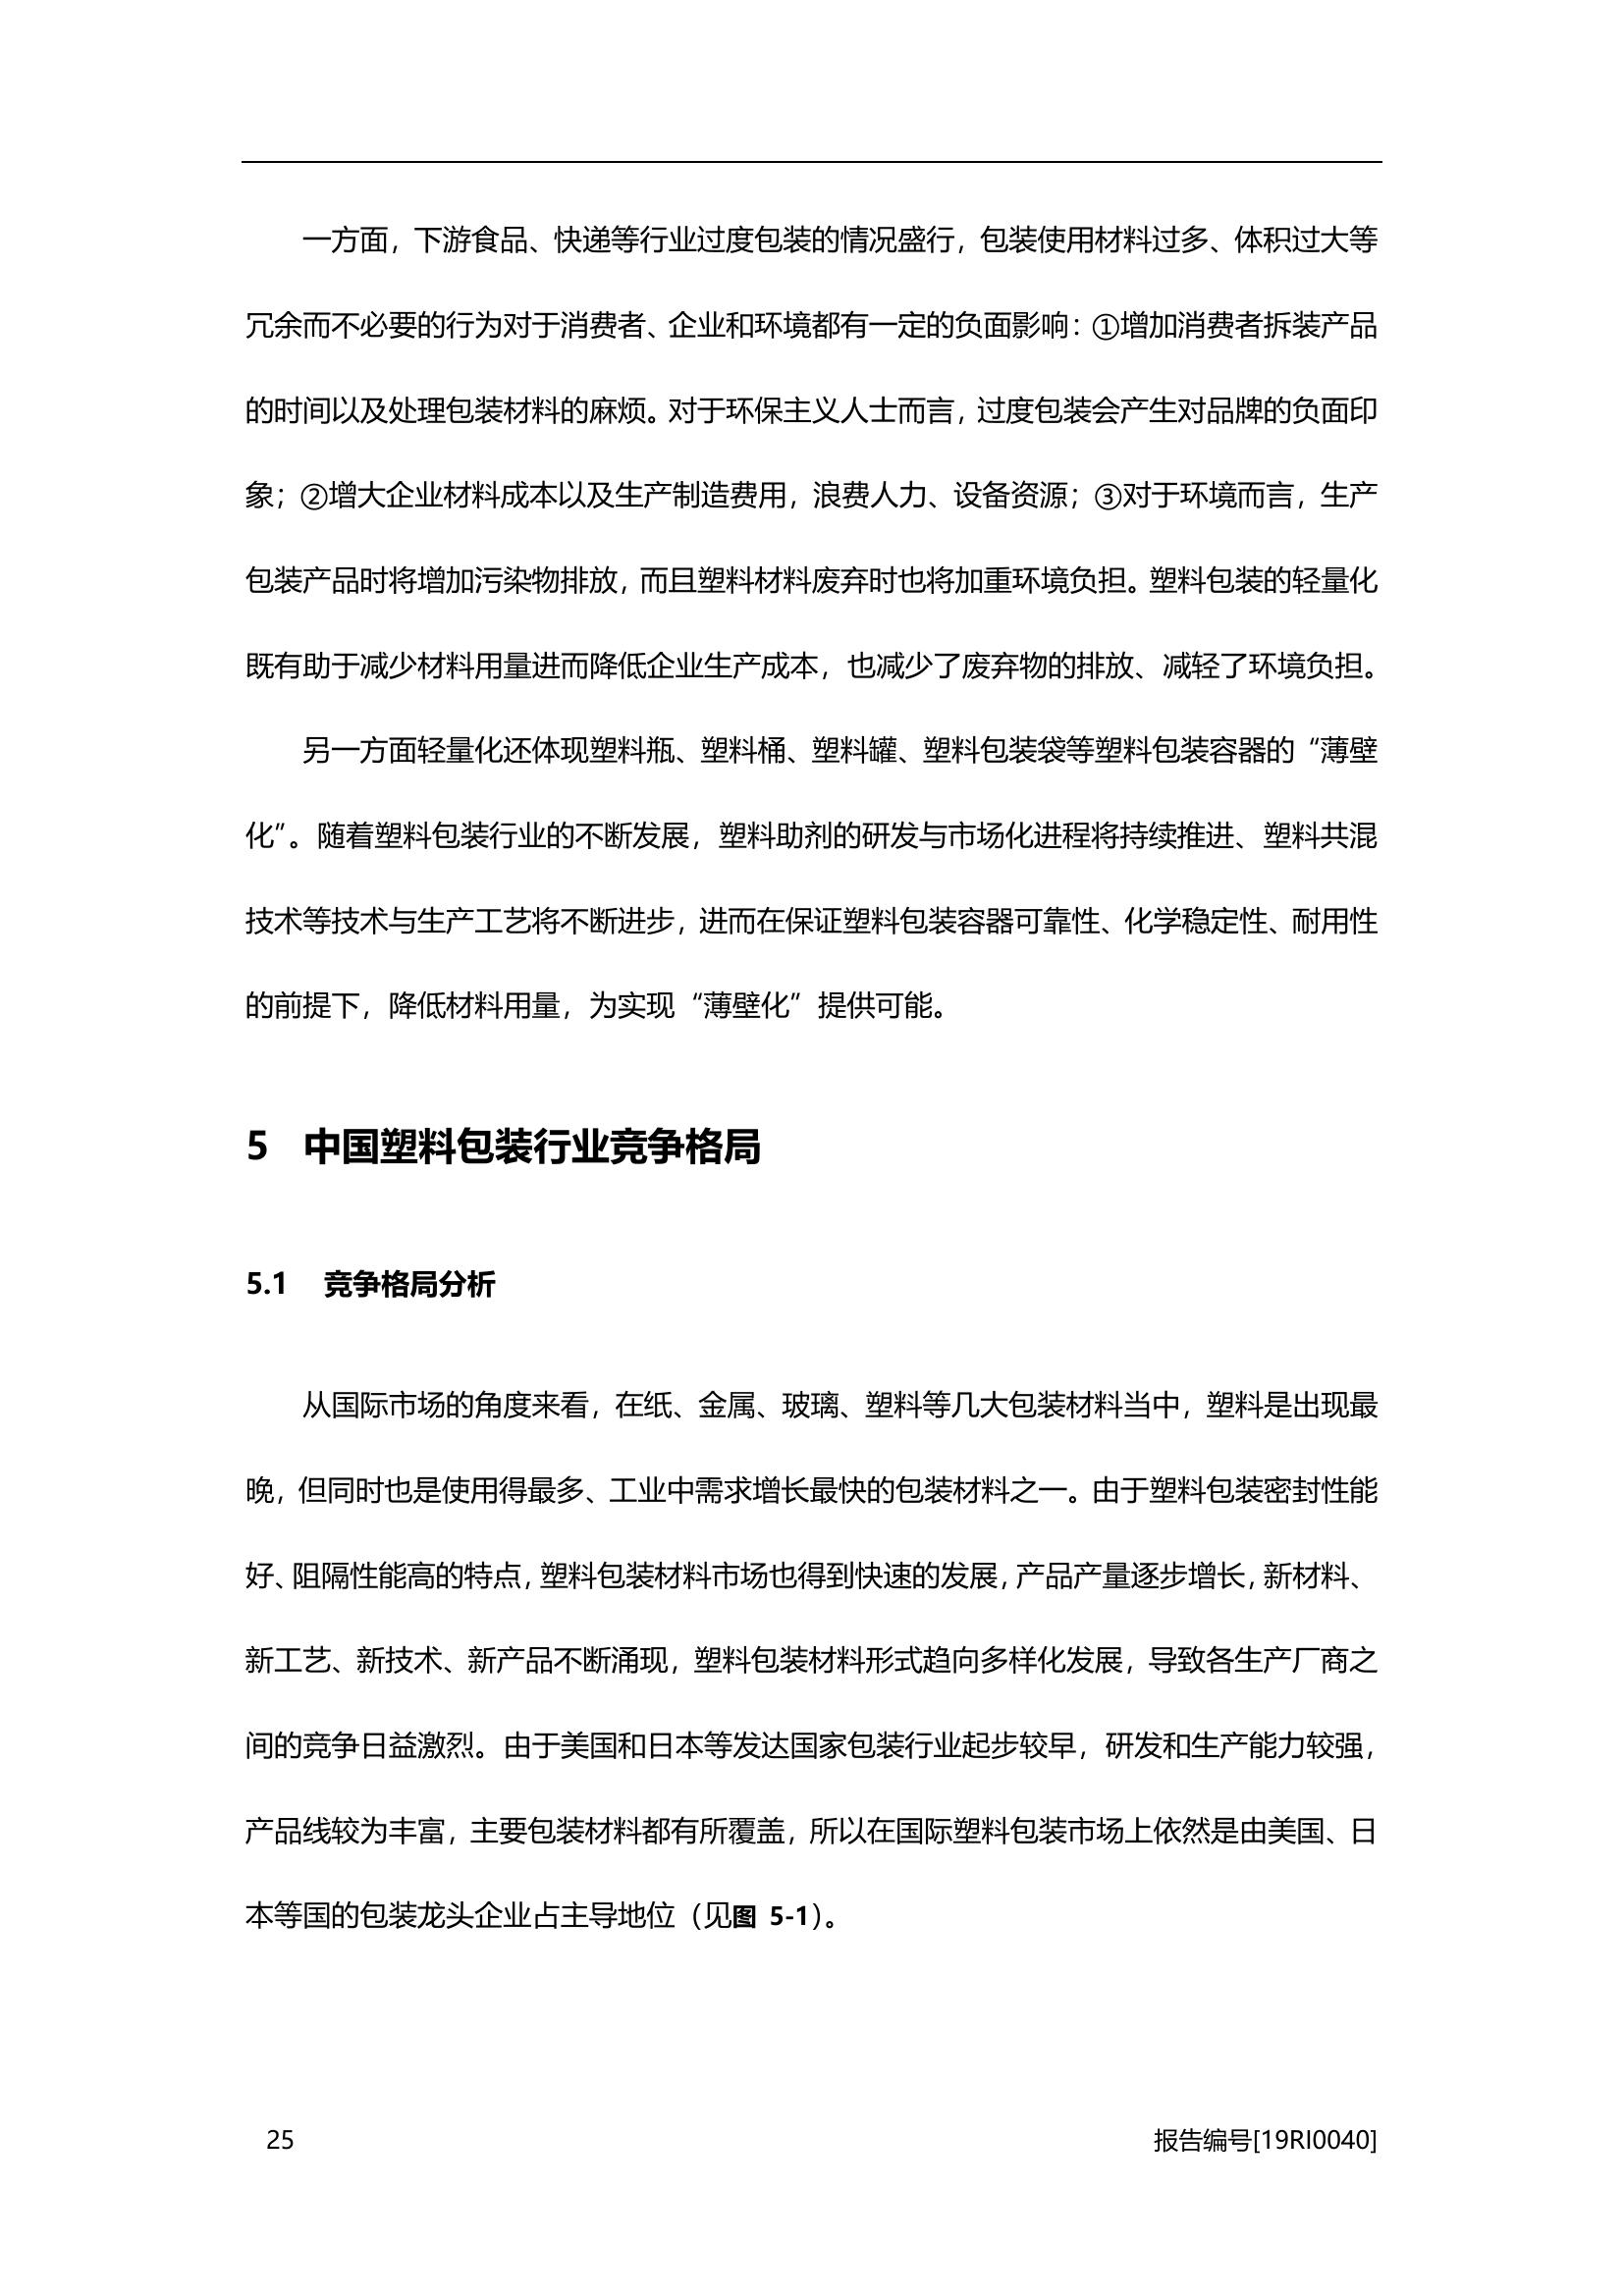 一方面，下游食品、快递等行业过度包装的情况盛行，包装使用材料过多、体积过大等
冗余而不必要的行为对于消费者、企业和环境都有一定的负面影响：①增加消费者拆装产品
的时间以及处理包装材料的麻烦。对于环保主义人士而言，过度包装会产生对品牌的负面印
象；②增大企业材料成本以及生产制造费用，浪费人力、设备资源；③对于环境而言，生产
包装产品时将增加污染物排放，而且塑料材料废弃时也将加重环境负担。塑料包装的轻量化
既有助于减少材料用量进而降低企业生产成本，也减少了废弃物的排放、减轻了环境负担。
另一方面轻量化还体现塑料瓶、塑料桶、塑料罐、塑料包装袋等塑料包装容器的“薄壁
化”。随着塑料包装行业的不断发展，塑料助剂的研发与市场化进程将持续推进、塑料共混
技术等技术与生产工艺将不断进步，进而在保证塑料包装容器可靠性、化学稳定性、耐用性
的前提下，降低材料用量，为实现“薄壁化”提供可能。
5 中国塑料包装行业竞争格局
5.1 竞争格局分析
从国际市场的角度来看，在纸、金属、玻璃、塑料等几大包装材料当中，塑料是出现最
晚，但同时也是使用得最多、工业中需求增长最快的包装材料之一。由于塑料包装密封性能
好、阻隔性能高的特点，塑料包装材料市场也得到快速的发展，产品产量逐步增长，新材料、
新工艺、新技术、新产品不断涌现，塑料包装材料形式趋向多样化发展，导致各生产厂商之
间的竞争日益激烈。由于美国和日本等发达国家包装行业起步较早，研发和生产能力较强，
产品线较为丰富，主要包装材料都有所覆盖，所以在国际塑料包装市场上依然是由美国、日
本等国的包装龙头企业占主导地位（见图 5-1）。
25 报告编号[19RI0040]